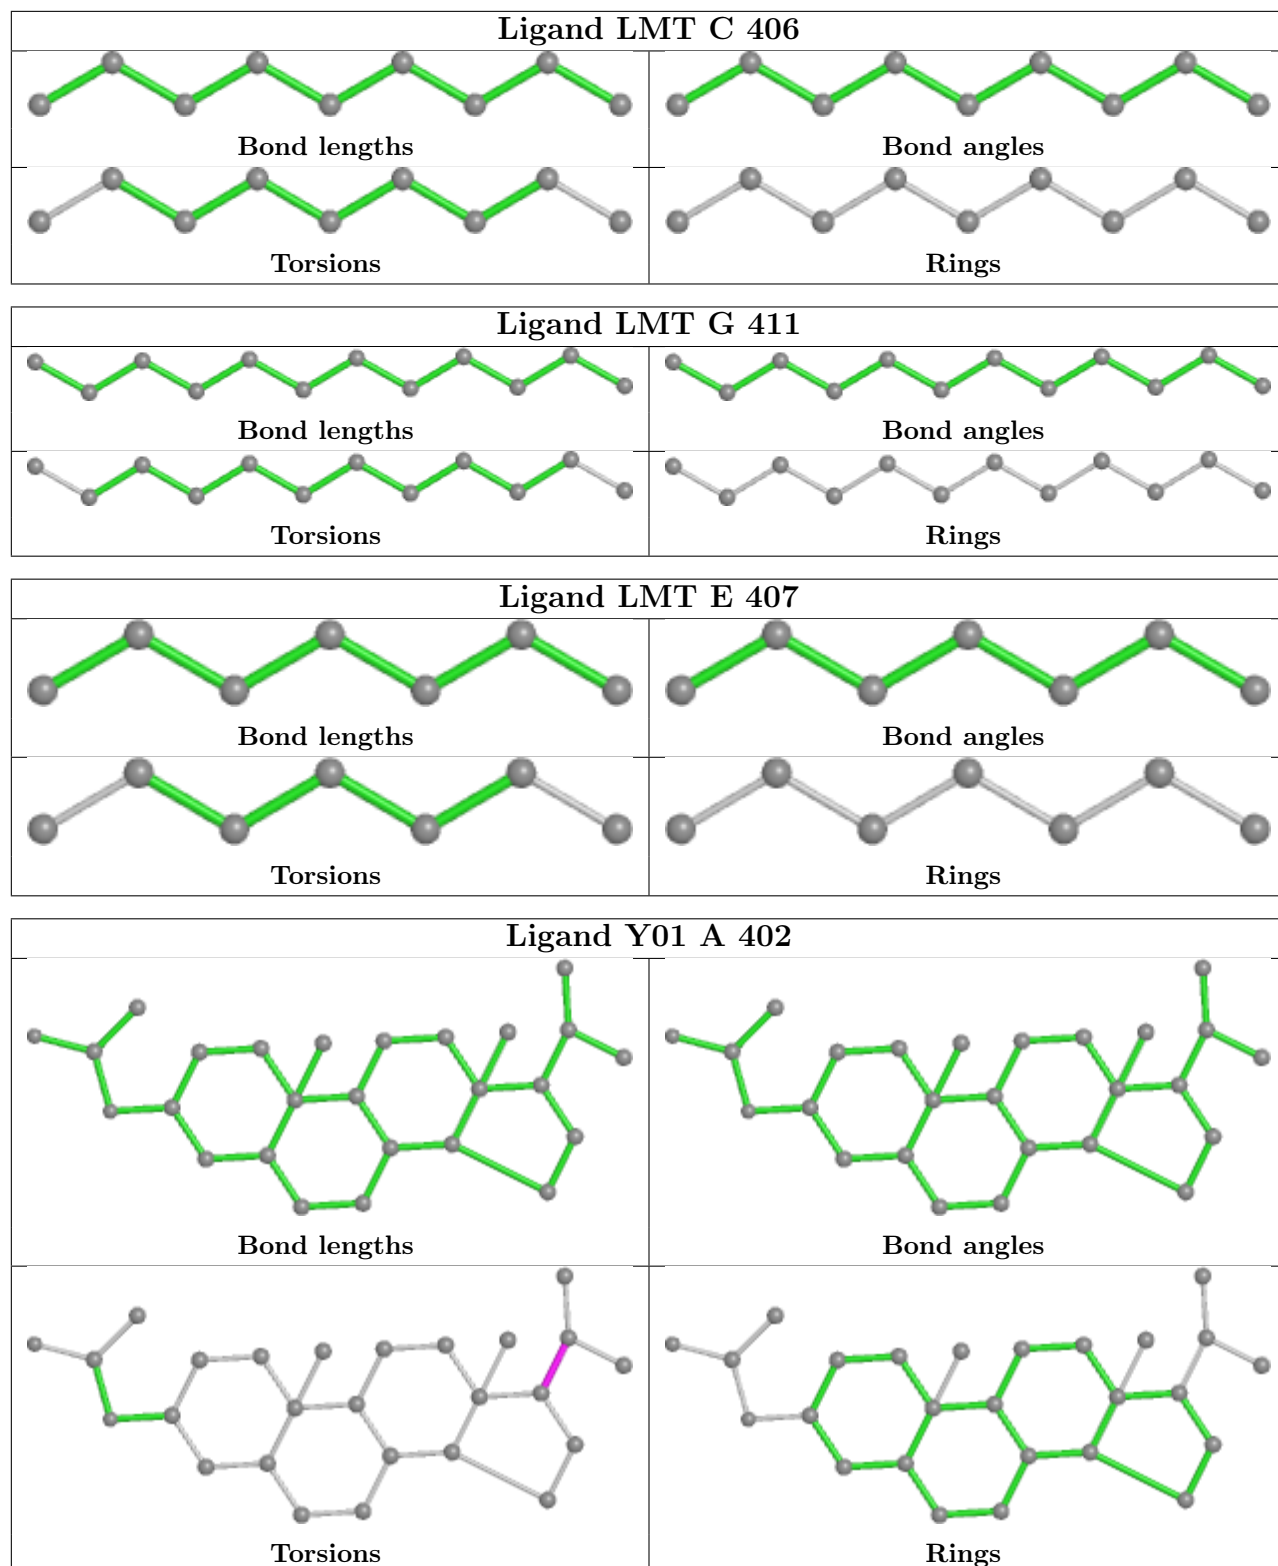 Ligand LMT C 406
Bond lengths
Bond angles
Torsions
Rings
Ligand LMT G 411
Bond lengths
Bond angles
Torsions
Rings
Ligand LMT E 407
Bond lengths
Bond angles
Torsions
Rings
Ligand Y01 A 402
Bond lengths
Bond angles
Torsions
Rings